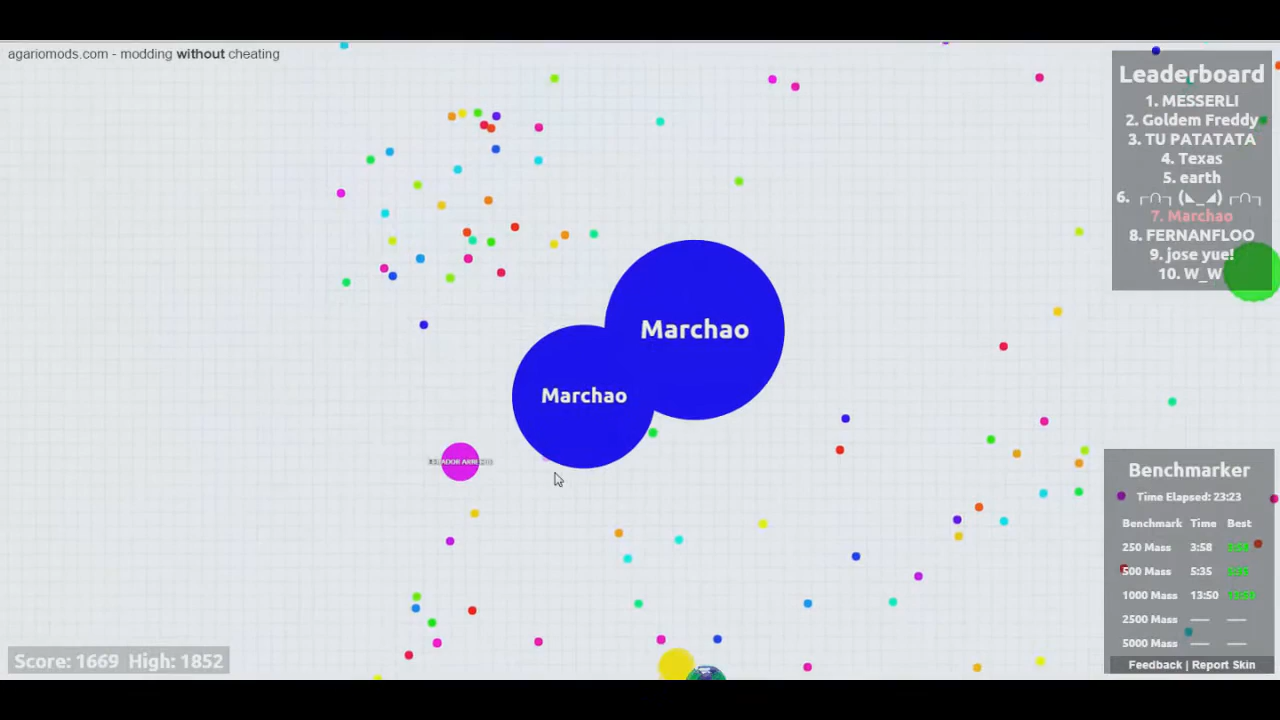 agariomods.com - modding without cheating
Leaderboard
1. MESSERLI
2. Goldem Freddy
3. TU PATATATA
4. Texas
5. earth
6. ┌∩┐(◣_◢)┌∩┐
7. Marchao
8. FERNANFLOO
9. jose yue!
10. W_W
Marchao
Marchao
Benchmarker
Time Elapsed: 23:23
Benchmark Time Best
250 Mass 3:58
500 Mass 5:35
1000 Mass 13:50
2500 Mass —— ——
5000 Mass —— ——
Feedback | Report Skin
Score: 1669 High: 1852